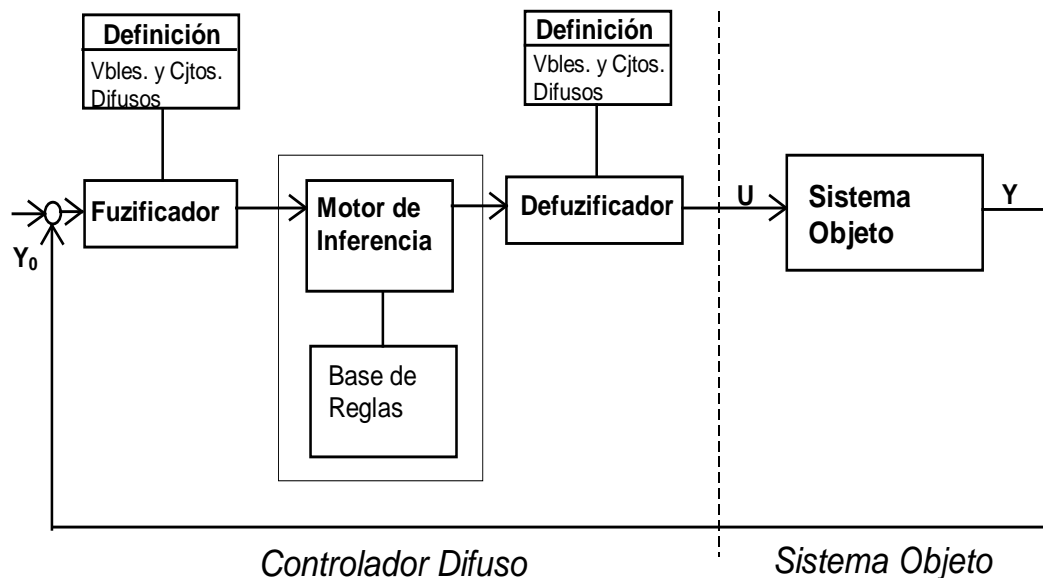 Definición
Vbles. y Cjtos.
Difusos
Definición
Vbles. y Cjtos.
Difusos
Fuzificador
Motor de
Inferencia
Defuzificador
U
Sistema
Objeto
Y
Y0
Base de
Reglas
Controlador Difuso
Sistema Objeto